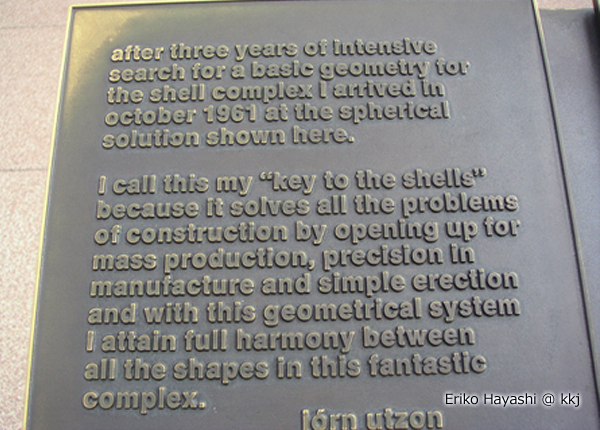 after three years of intensive
search for a basic geometry for
the shell complex I arrived in
october 1961 at the spherical
solution shown here.
I call this my "key to the shells"
because it solves all the problems
of construction by opening up for
mass production, precision in
manufacture and simple erection
and with this geometrical system
I attain full harmony between
all the shapes in this fantastic
complex.
jórn utzon
Eriko Hayashi @ kkj